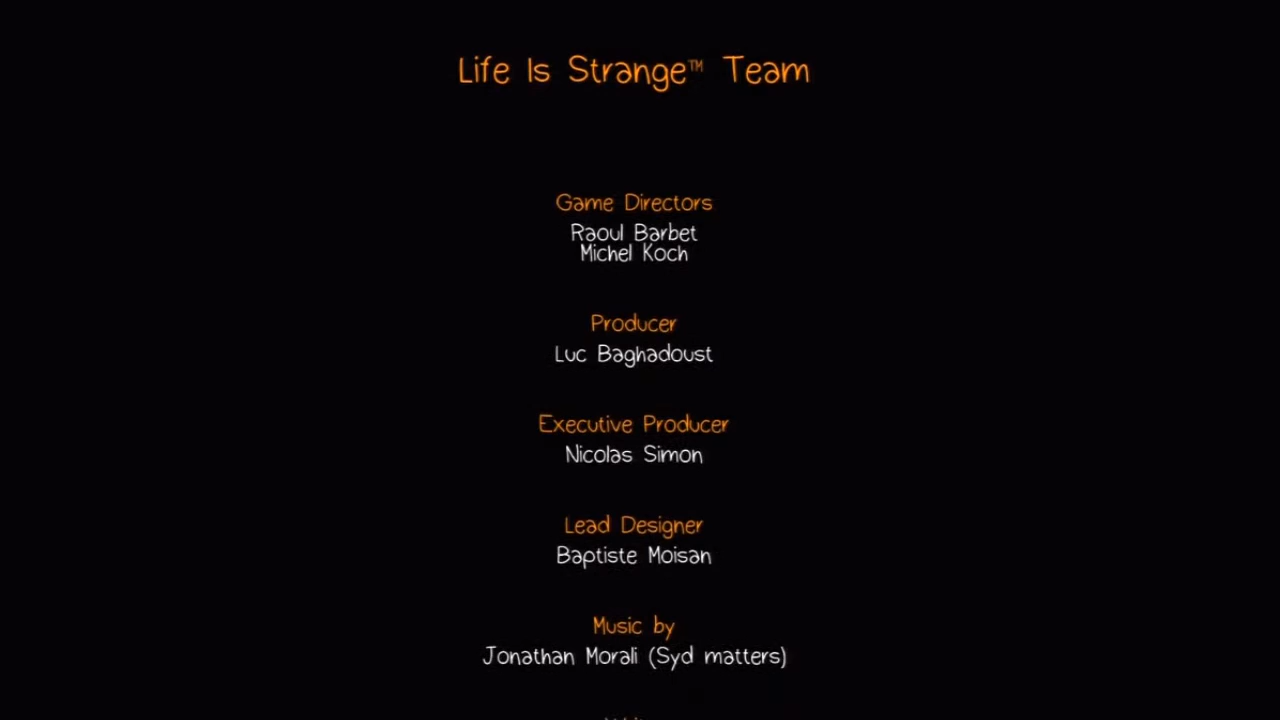 Life Is Strange™ Team
Game Directors
Raoul Barbet
Michel Koch
Producer
Luc Baghadoust
Executive Producer
Nicolas Simon
Lead Designer
Baptiste Moisan
Music by
Jonathan Morali (Syd matters)